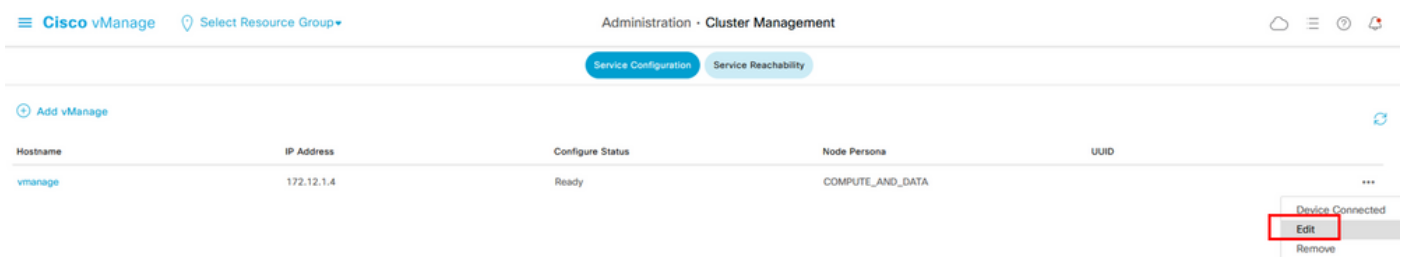 Cisco vManage Select Resource Group Administration · Cluster Management
Service Configuration Service Reachability
Add vManage
Hostname IP Address Configure Status Node Persona UUID
vmanage 172.12.1.4 Ready COMPUTE_AND_DATA ...
Device Connected
Edit
Remove